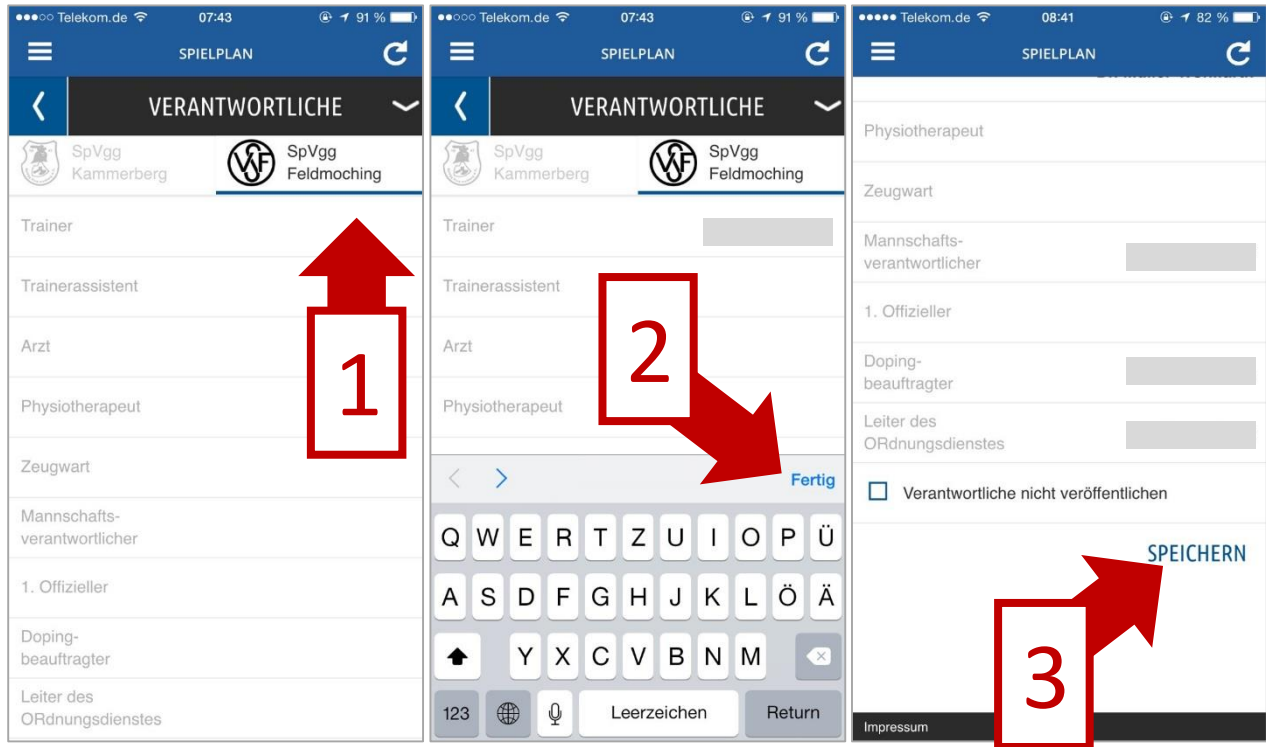 Telekom.de 07:43 91 %
SPIELPLAN
VERANTWORTLICHE
SpVgg
Kammerberg
SpVgg
Feldmoching
Trainer
Trainerassistent
Arzt
Physiotherapeut
Zeugwart
Mannschafts-
verantwortlicher
1. Offizieller
Doping-
beauftragter
Leiter des
ORdnungsdienstes
1
Telekom.de 07:43 91 %
SPIELPLAN
VERANTWORTLICHE
SpVgg
Kammerberg
SpVgg
Feldmoching
Trainer
Trainerassistent
Arzt
Physiotherapeut
2
Fertig
Q W E R T Z U I O P Ü
A S D F G H J K L Ö Ä
Y X C V B N M
123 Leerzeichen Return
Telekom.de 08:41 82 %
SPIELPLAN
Physiotherapeut
Zeugwart
Mannschafts-
verantwortlicher
1. Offizieller
Doping-
beauftragter
Leiter des
ORdnungsdienstes
Verantwortliche nicht veröffentlichen
SPEICHERN
3
Impressum